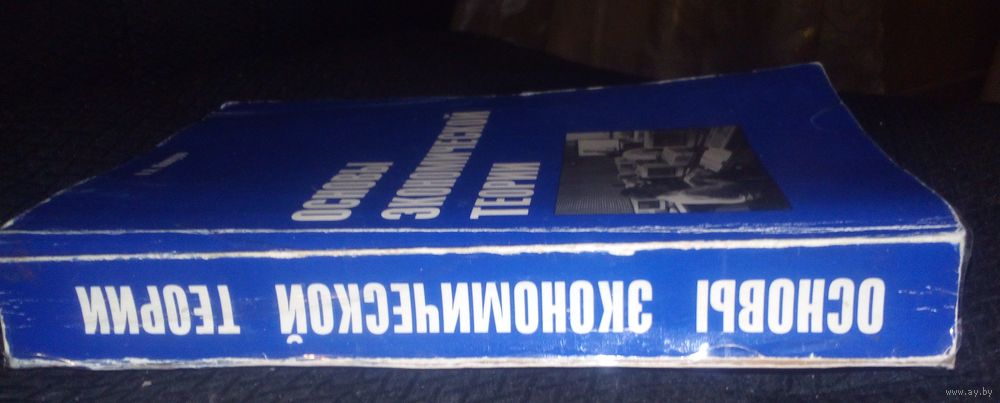 ОСНОВЫ
ЭКОНОМИЧЕСКОЙ
ТЕОРИИ
ОСНОВЫ ЭКОНОМИЧЕСКОЙ ТЕОРИИ
www.ay.by